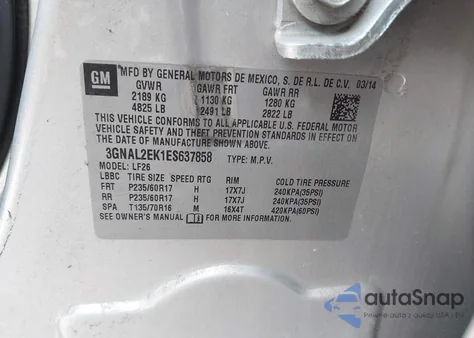 GM MFD BY GENERAL MOTORS DE MEXICO, S. DE R.L. DE C.V. 03/14
GVWR GAWR FRT GAWR RR
2189 KG 1130 KG 1280 KG
4825 LB 2491 LB 2822 LB
THIS VEHICLE CONFORMS TO ALL APPLICABLE U.S. FEDERAL MOTOR
VEHICLE SAFETY, BUMPER, AND THEFT PREVENTION STANDARDS IN EFFECT ON
THE DATE OF MANUFACTURE SHOWN ABOVE.
3GNAL2EK1ES637858 TYPE: M.P.V.
MODEL: LF26
LBBC TIRE SIZE SPEED RTG RIM COLD TIRE PRESSURE
FRT P235/60R17 H 17X7J 240KPA(35PSI)
RR P235/60R17 H 17X7J 240KPA(35PSI)
SPA T135/70R16 M 16X4T 420KPA(60PSI)
SEE OWNER'S MANUAL FOR MORE INFORMATION.
autoSnap